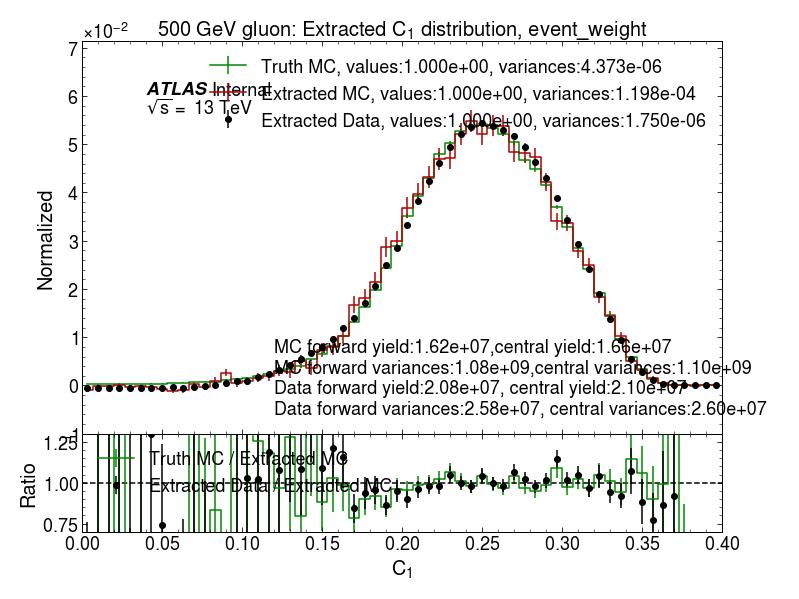 ×10⁻² 500 GeV gluon: Extracted C₁ distribution, event_weight
7
Truth MC, values:1.000e+00, variances:4.373e-06
ATLAS Internal
6
Extracted MC, values:1.000e+00, variances:1.198e-04
√s = 13 TeV
Extracted Data, values:1.000e+00, variances:1.750e-06
5
4
Normalized
3
2
1
MC forward yield:1.62e+07,central yield:1.66e+07
MC forward variances:1.08e+09,central variances:1.10e+09
0
Data forward yield:2.08e+07, central yield:2.10e+07
Data forward variances:2.58e+07, central variances:2.60e+07
1
1.25
Truth MC / Extracted MC
Ratio
1.00
Extracted Data / Extracted MC
0.75
0.00 0.05 0.10 0.15 0.20 0.25 0.30 0.35 0.40
C₁